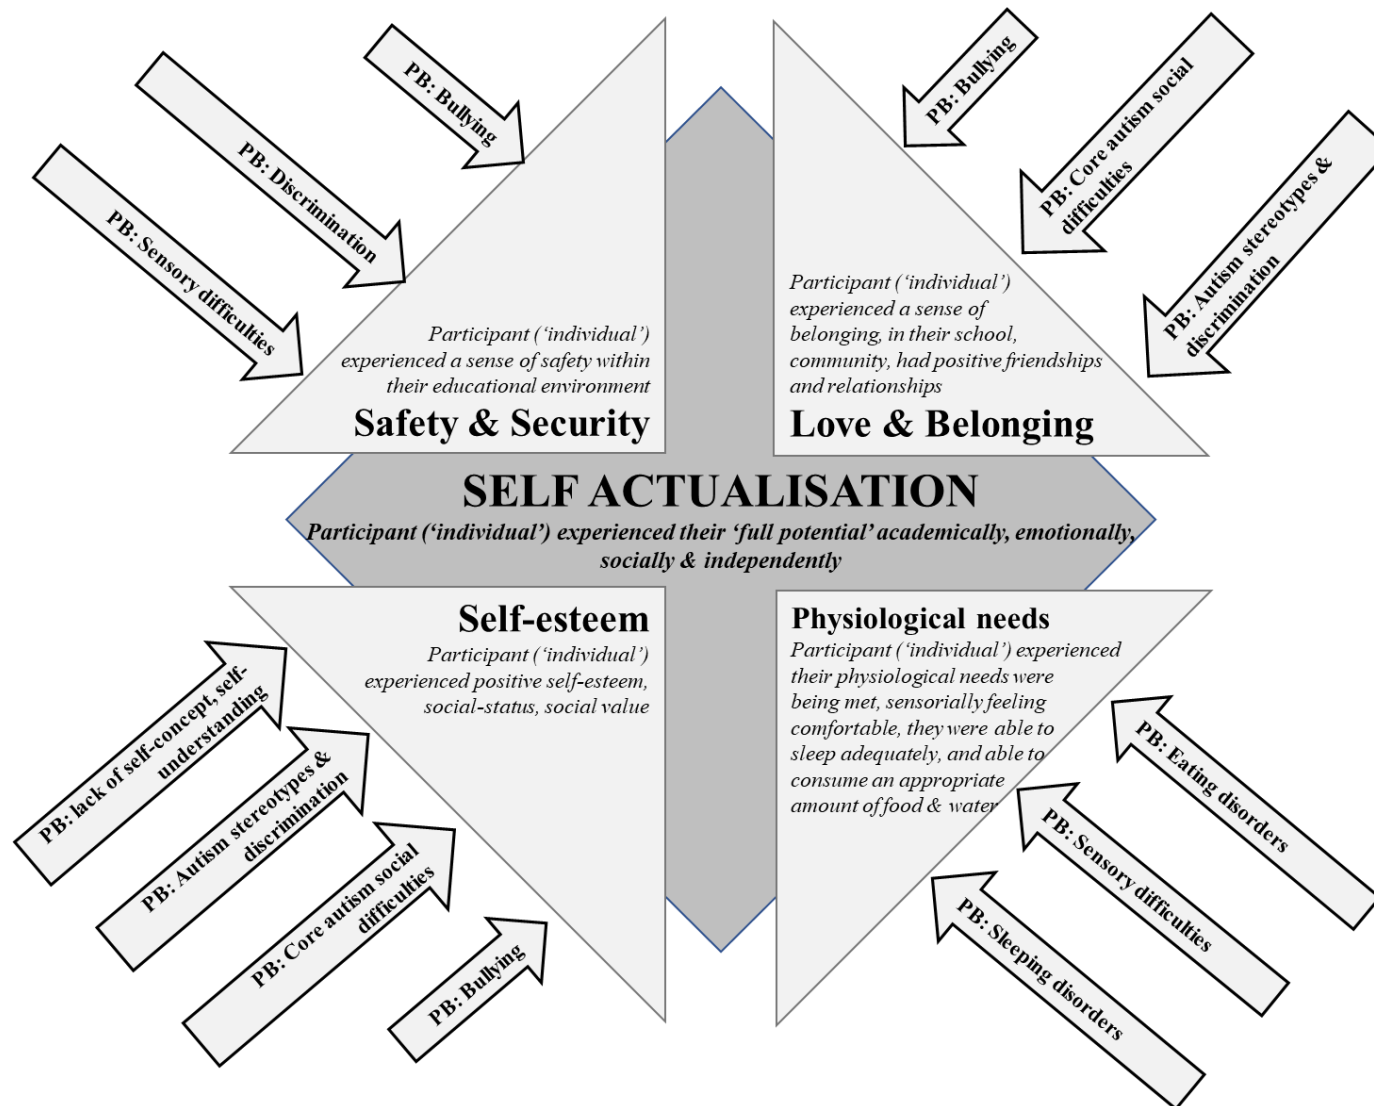 PB: Bullying
PB: Discrimination
PB: Sensory difficulties
Participant (‘individual’)
experienced a sense of safety within
their educational environment
Safety & Security
PB: Bullying
PB: Core autism social
difficulties
PB: Autism stereotypes &
discrimination
Participant (‘individual’)
experienced a sense of
belonging, in their school,
community, had positive friendships
and relationships
Love & Belonging
SELF ACTUALISATION
Participant (‘individual’) experienced their ‘full potential’ academically, emotionally,
socially & independently
Self-esteem
Participant (‘individual’)
experienced positive self-esteem,
social-status, social value
PB: lack of self-concept, self-
understanding
PB: Autism stereotypes &
discrimination
PB: Core autism social
difficulties
PB: Bullying
Physiological needs
Participant (‘individual’) experienced
their physiological needs were
being met, sensorially feeling
comfortable, they were able to
sleep adequately, and able to
consume an appropriate
amount of food & water
PB: Eating disorders
PB: Sensory difficulties
PB: Sleeping disorders